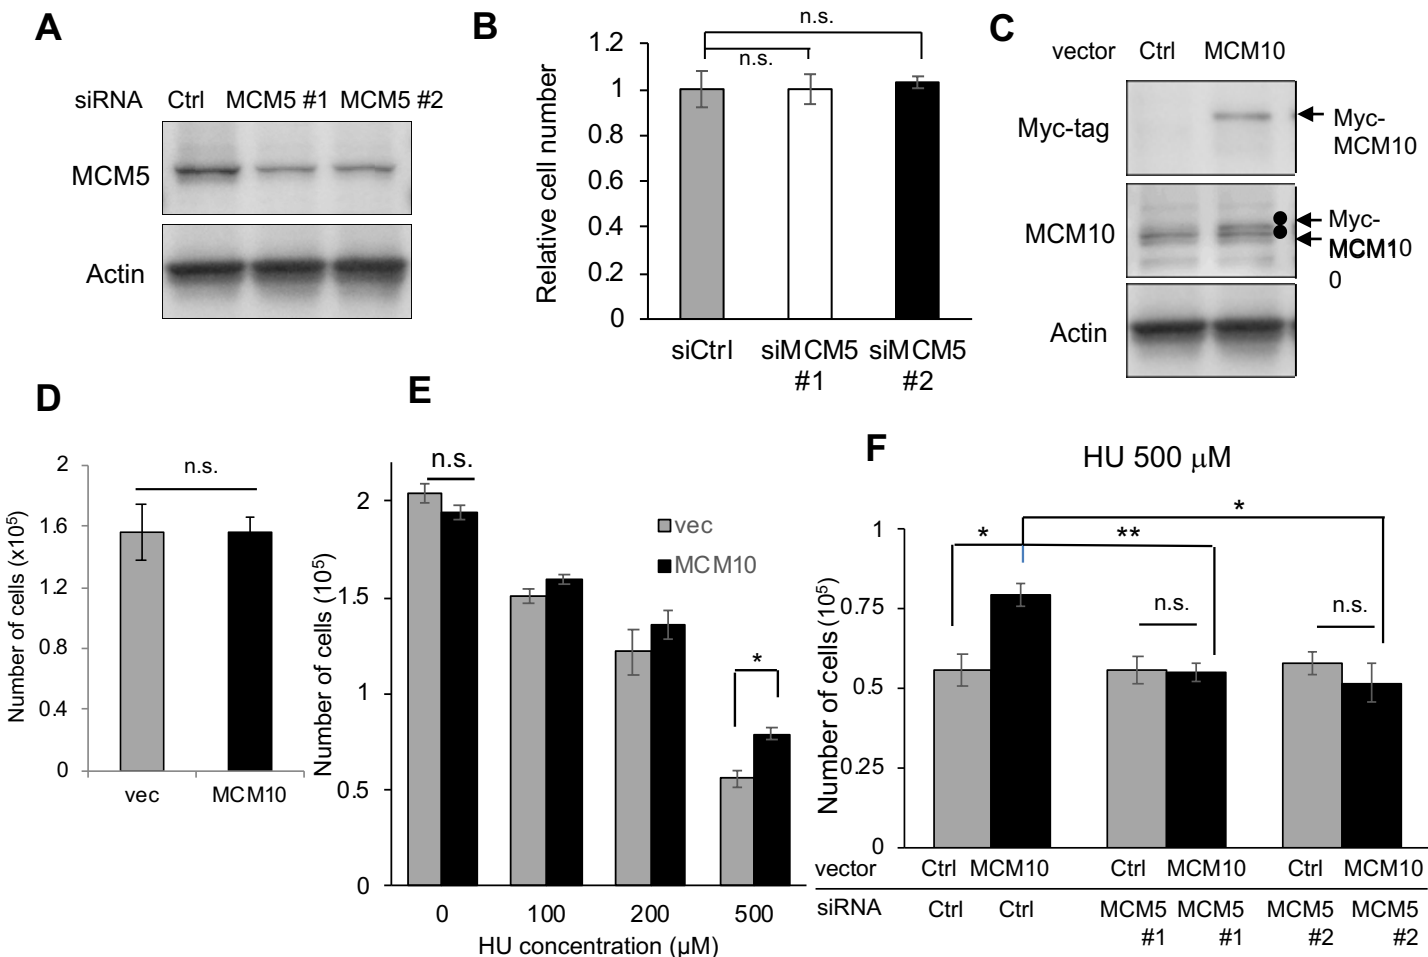 A
siRNA Ctrl MCM5 #1 MCM5 #2
MCM5
Actin
B
n.s.
n.s.
Relative cell number
1.2
1
0.8
0.6
0.4
0.2
0
siCtrl siMCM5 siMCM5
#1 #2
C
vector Ctrl MCM10
Myc-tag
Myc-
MCM10
MCM10
Myc-
MCM10
0
Actin
D
Number of cells (x10⁵)
2
1.6
1.2
0.8
0.4
0
n.s.
vec MCM10
E
Number of cells (10⁵)
2
1.5
1
0.5
0
n.s.
vec
MCM10
*
0 100 200 500
HU concentration (µM)
F
HU 500 µM
Number of cells (10⁵)
1
0.75
0.5
0.25
0
*
* **
n.s. n.s.
vector Ctrl MCM10 Ctrl MCM10 Ctrl MCM10
siRNA Ctrl Ctrl MCM5 MCM5 MCM5 MCM5
#1 #1 #2 #2